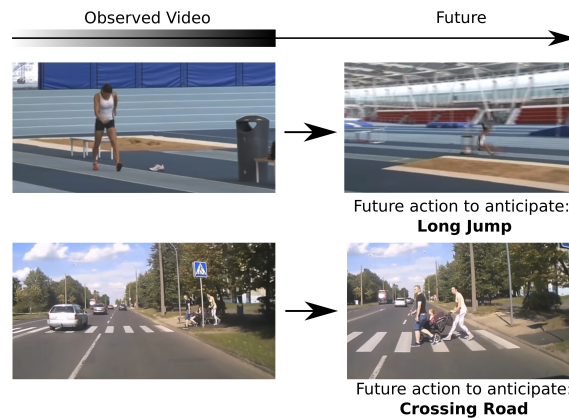 Observed Video
Future
Future action to anticipate:
Long Jump
Future action to anticipate:
Crossing Road